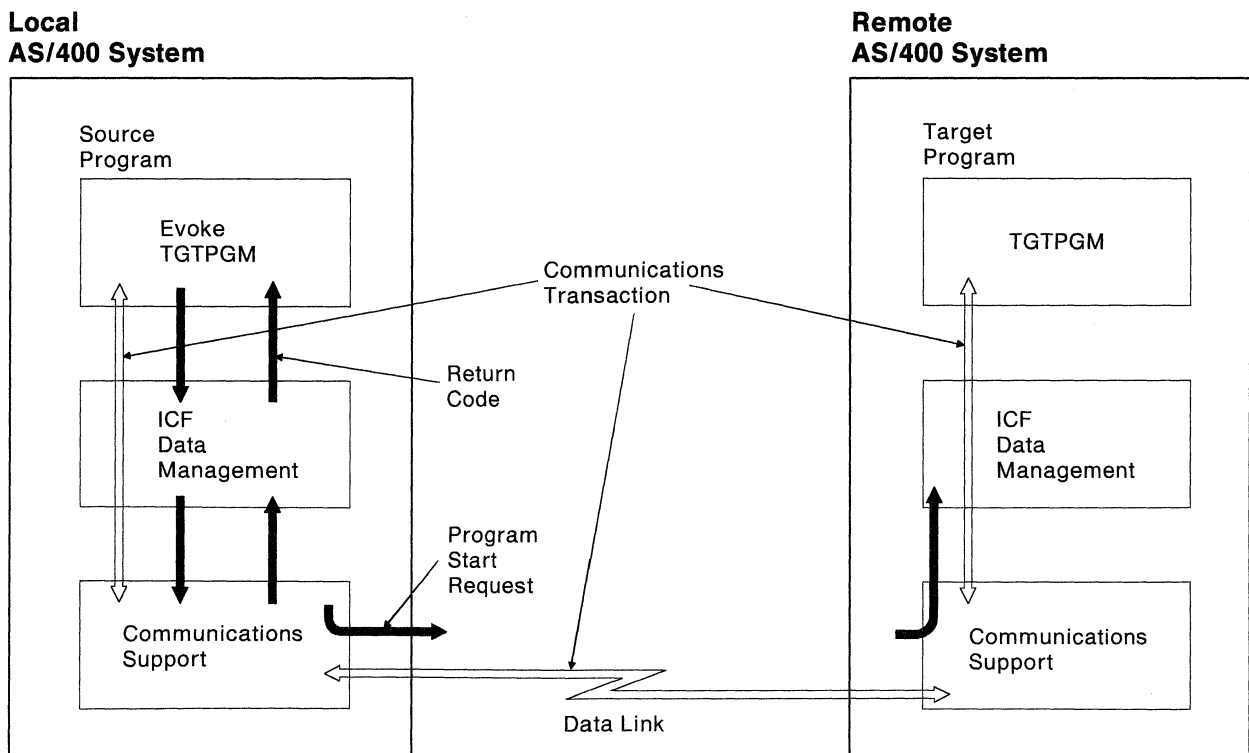 Local
AS/400 System
Remote
AS/400 System
Source
Program
Target
Program
Evoke
TGTPGM
TGTPGM
Communications
Transaction
Return
Code
ICF
Data
Management
ICF
Data
Management
Program
Start
Request
Communications
Support
Communications
Support
Data Link